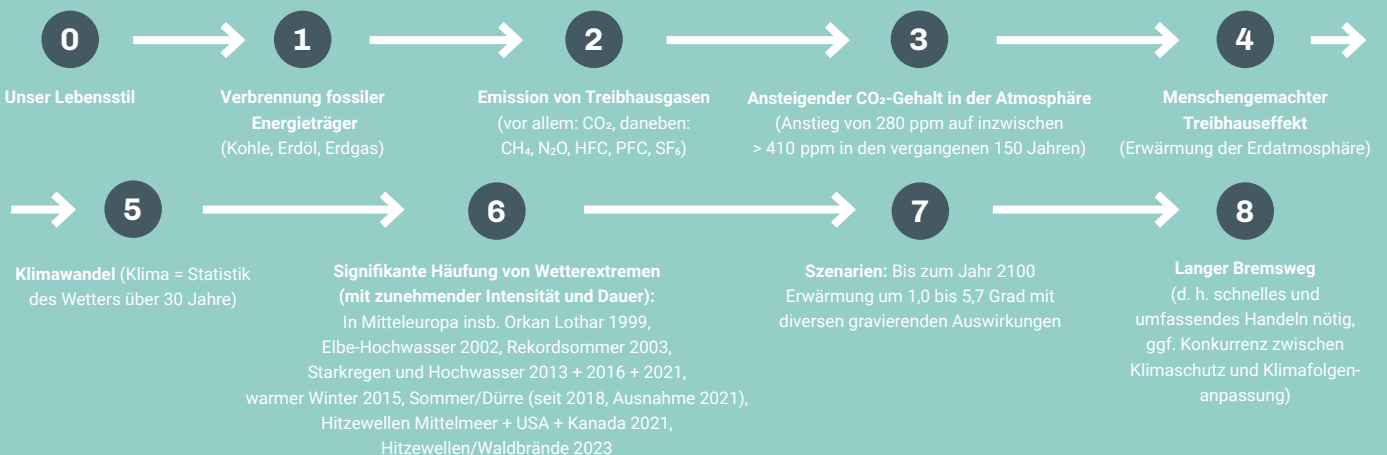 0
1
2
3
4
Unser Lebensstil
Verbrennung fossiler
Energieträger
(Kohle, Erdöl, Erdgas)
Emission von Treibhausgasen
(vor allem: CO₂, daneben:
CH₄, N₂O, HFC, PFC, SF₆)
Ansteigender CO₂-Gehalt in der Atmosphäre
(Anstieg von 280 ppm auf inzwischen
> 410 ppm in den vergangenen 150 Jahren)
Menschengemachter
Treibhauseffekt
(Erwärmung der Erdatmosphäre)
5
6
7
8
Klimawandel (Klima = Statistik
des Wetters über 30 Jahre)
Signifikante Häufung von Wetterextremen
(mit zunehmender Intensität und Dauer):
In Mitteleuropa insb. Orkan Lothar 1999,
Elbe-Hochwasser 2002, Rekordsommer 2003,
Starkregen und Hochwasser 2013 + 2016 + 2021,
warmer Winter 2015, Sommer/Dürre (seit 2018, Ausnahme 2021),
Hitzewellen Mittelmeer + USA + Kanada 2021,
Hitzewellen/Waldbrände 2023
Szenarien: Bis zum Jahr 2100
Erwärmung um 1,0 bis 5,7 Grad mit
diversen gravierenden Auswirkungen
Langer Bremsweg
(d. h. schnelles und
umfassendes Handeln nötig,
ggf. Konkurrenz zwischen
Klimaschutz und Klimafolgen-
anpassung)